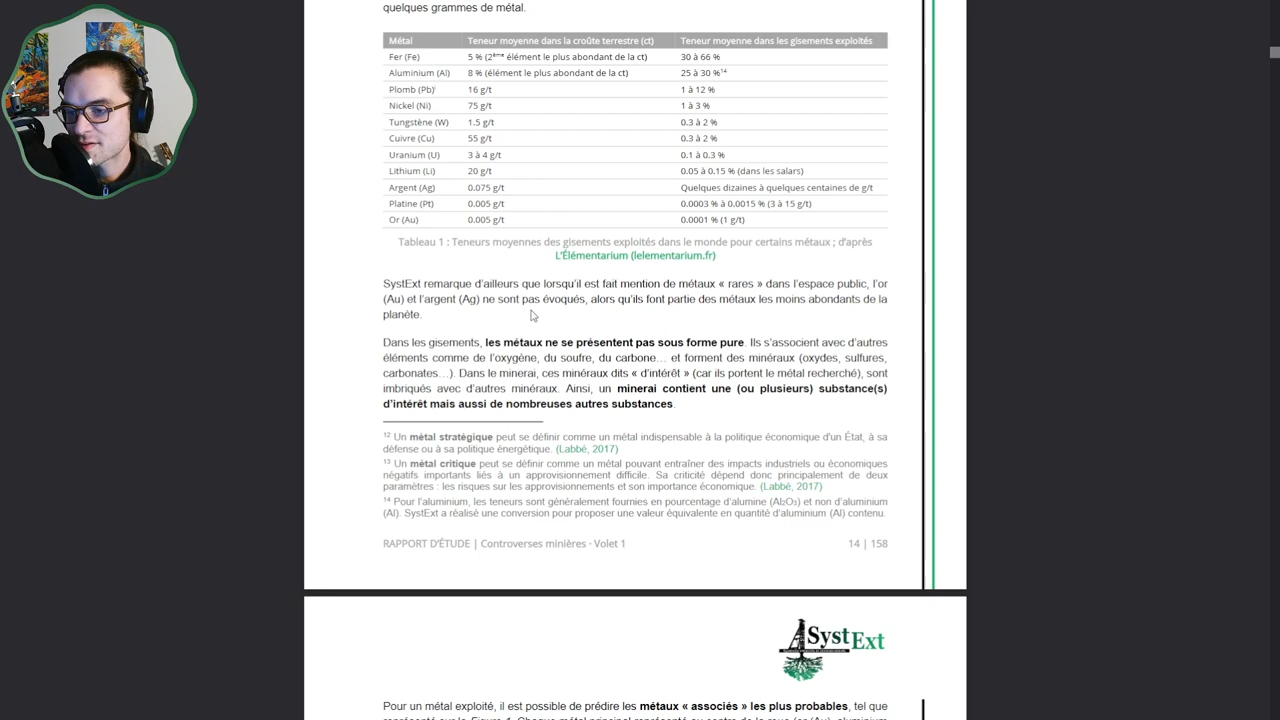 quelques grammes de métal.
Métal Teneur moyenne dans la croûte terrestre (ct) Teneur moyenne dans les gisements exploités
Fer (Fe) 5 % (2ème élément le plus abondant de la ct) 30 à 66 %
Aluminium (Al) 8 % (élément le plus abondant de la ct) 25 à 30 %14
Plomb (Pb) 16 g/t 1 à 12 %
Nickel (Ni) 75 g/t 1 à 3 %
Tungstène (W) 1.5 g/t 0.3 à 2 %
Cuivre (Cu) 55 g/t 0.3 à 2 %
Uranium (U) 3 à 4 g/t 0.1 à 0.3 %
Lithium (Li) 20 g/t 0.05 à 0.15 % (dans les salars)
Argent (Ag) 0.075 g/t Quelques dizaines à quelques centaines de g/t
Platine (Pt) 0.005 g/t 0.0003 % à 0.0015 % (3 à 15 g/t)
Or (Au) 0.005 g/t 0.0001 % (1 g/t)
Tableau 1 : Teneurs moyennes des gisements exploités dans le monde pour certains métaux ; d'après
L'Élémentarium (lelementarium.fr)
SystExt remarque d'ailleurs que lorsqu'il est fait mention de métaux « rares » dans l'espace public, l'or
(Au) et l'argent (Ag) ne sont pas évoqués, alors qu'ils font partie des métaux les moins abondants de la
planète.
Dans les gisements, les métaux ne se présentent pas sous forme pure. Ils s'associent avec d'autres
éléments comme de l'oxygène, du soufre, du carbone… et forment des minéraux (oxydes, sulfures,
carbonates…). Dans le minerai, ces minéraux dits « d'intérêt » (car ils portent le métal recherché), sont
imbriqués avec d'autres minéraux. Ainsi, un minerai contient une (ou plusieurs) substance(s)
d'intérêt mais aussi de nombreuses autres substances.
12 Un métal stratégique peut se définir comme un métal indispensable à la politique économique d'un État, à sa
défense ou à sa politique énergétique. (Labbé, 2017)
13 Un métal critique peut se définir comme un métal pouvant entraîner des impacts industriels ou économiques
négatifs importants liés à un approvisionnement difficile. Sa criticité dépend donc principalement de deux
paramètres : les risques sur les approvisionnements et son importance économique. (Labbé, 2017)
14 Pour l'aluminium, les teneurs sont généralement fournies en pourcentage d'alumine (Al2O3) et non d'aluminium
(Al). SystExt a réalisé une conversion pour proposer une valeur équivalente en quantité d'aluminium (Al) contenu.
RAPPORT D'ÉTUDE | Controverses minières - Volet 1 14 | 158
SystExt
Pour un métal exploité, il est possible de prédire les métaux « associés » les plus probables, tel que